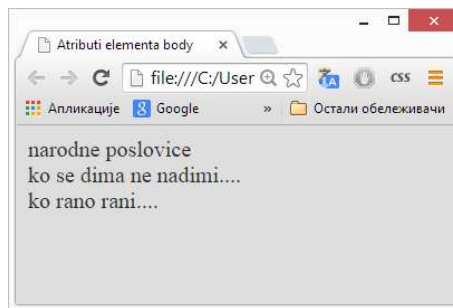 Atributi elementa body
file:///C:/User
css
Апликације
Google
»
Остали обележивачи
narodne poslovice
ko se dima ne nadimi....
ko rano rani....